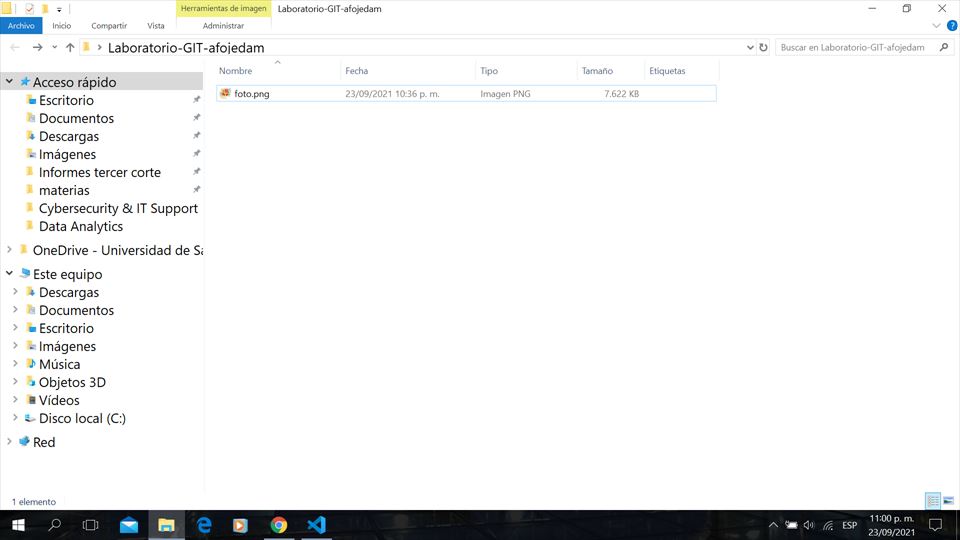 Herramientas de imagen
Laboratorio-GIT-afojedam
Archivo
Inicio
Compartir
Vista
Administrar
Laboratorio-GIT-afojedam
Buscar en Laboratorio-GIT-afojedam
Nombre
Fecha
Tipo
Tamaño
Etiquetas
foto.png
23/09/2021 10:36 p. m.
Imagen PNG
7.622 KB
Acceso rápido
Escritorio
Documentos
Descargas
Imágenes
Informes tercer corte
materias
Cybersecurity & IT Support
Data Analytics
OneDrive - Universidad de Sa
Este equipo
Descargas
Documentos
Escritorio
Imágenes
Música
Objetos 3D
Vídeos
Disco local (C:)
Red
1 elemento
ESP
11:00 p. m.
23/09/2021